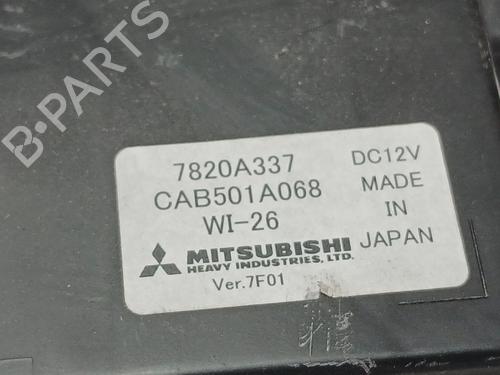 B-PARTS
7820A337
CAB501A068
WI-26
MITSUBISHI
HEAVY INDUSTRIES, LTD.
Ver.7F01
DC12V
MADE
IN
JAPAN